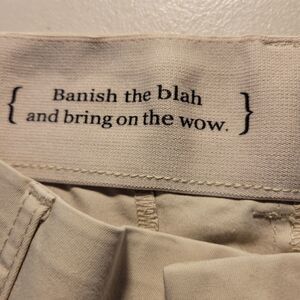 { Banish the blah
and bring on the wow. }